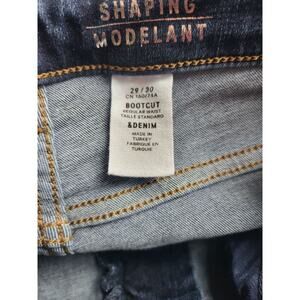 SHAPING
MODELANT
29 / 30
CN 160/74A
BOOTCUT
REGULAR WAIST
TAILLE STANDARD
&DENIM
MADE IN
TURKEY
FABRIQUÉ EN
TURQUIE